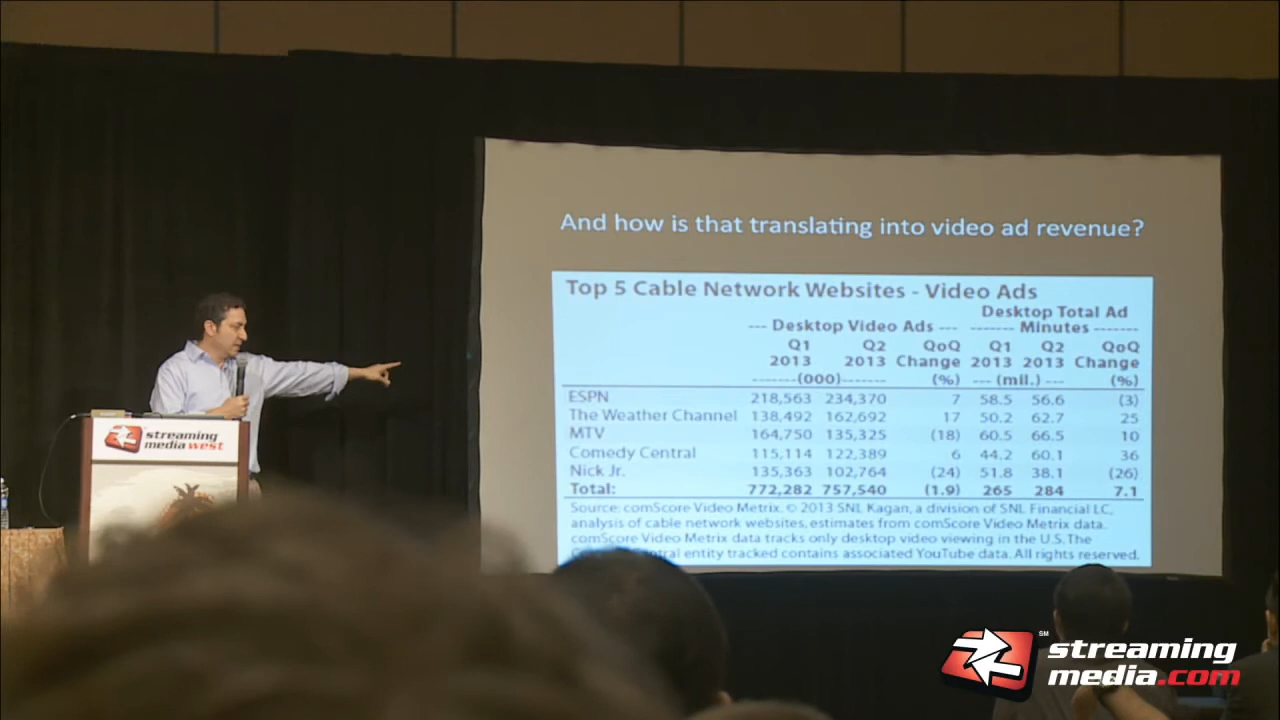 And how is that translating into video ad revenue?
Top 5 Cable Network Websites - Video Ads
Desktop Total Ad
--- Desktop Video Ads --- ------- Minutes -------
Q1 Q2 QoQ Q1 Q2 QoQ
2013 2013 Change 2013 2013 Change
-------(000)------- (%) --- (mil.) --- (%)
ESPN 218,563 234,370 7 58.5 56.6 (3)
The Weather Channel 138,492 162,692 17 50.2 62.7 25
MTV 164,750 135,325 (18) 60.5 66.5 10
Comedy Central 115,114 122,389 6 44.2 60.1 36
Nick Jr. 135,363 102,764 (24) 51.8 38.1 (26)
Total: 772,282 757,540 (1.9) 265 284 7.1
Source: comScore Video Metrix. © 2013 SNL Kagan, a division of SNL Financial LC,
analysis of cable network websites, estimates from comScore Video Metrix data.
comScore Video Metrix data tracks only desktop video viewing in the U.S. The
entity tracked contains associated YouTube data. All rights reserved.
streaming
media west
SM
streaming
media.com